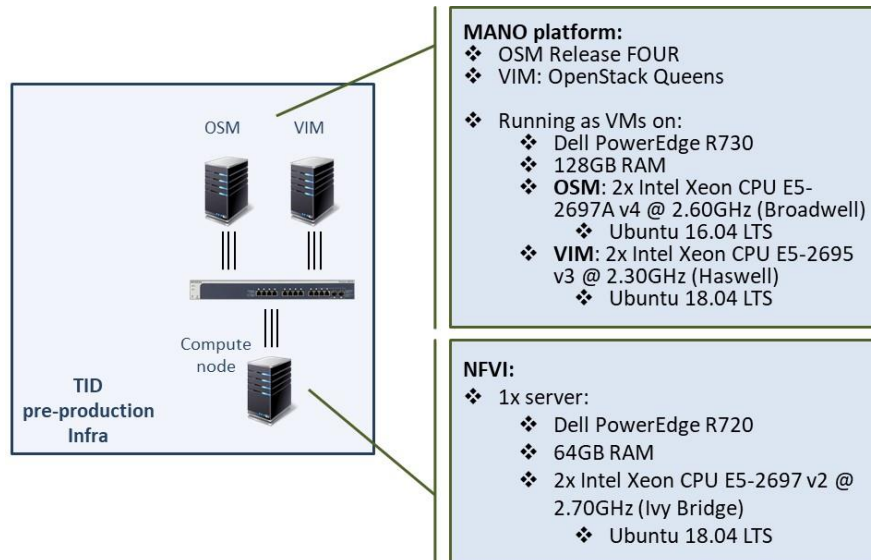 OSM
VIM
Compute
node
TID
pre-production
Infra
MANO platform:
❖ OSM Release FOUR
❖ VIM: OpenStack Queens
❖ Running as VMs on:
❖ Dell PowerEdge R730
❖ 128GB RAM
❖ OSM: 2x Intel Xeon CPU E5-
2697A v4 @ 2.60GHz (Broadwell)
❖ Ubuntu 16.04 LTS
❖ VIM: 2x Intel Xeon CPU E5-2695
v3 @ 2.30GHz (Haswell)
❖ Ubuntu 18.04 LTS
NFVI:
❖ 1x server:
❖ Dell PowerEdge R720
❖ 64GB RAM
❖ 2x Intel Xeon CPU E5-2697 v2 @
2.70GHz (Ivy Bridge)
❖ Ubuntu 18.04 LTS